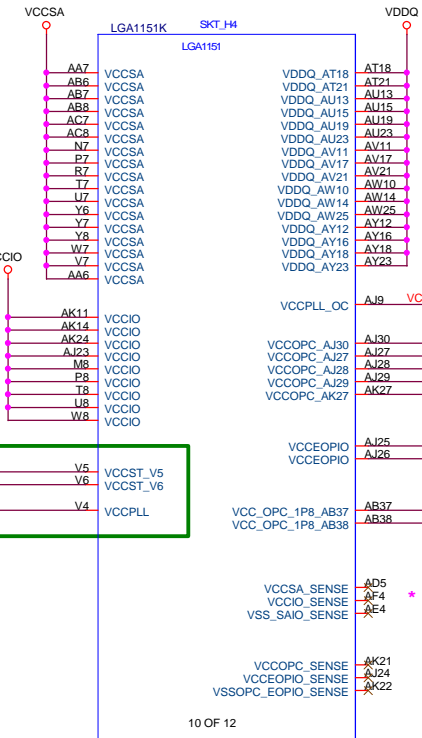 VCCSA
VDDQ
LGA1151K
SKT_H4
LGA1151
AA7 VCCSA
AB6 VCCSA
AB7 VCCSA
AB8 VCCSA
AC7 VCCSA
AC8 VCCSA
N7 VCCSA
P7 VCCSA
R7 VCCSA
T7 VCCSA
U7 VCCSA
Y6 VCCSA
Y7 VCCSA
Y8 VCCSA
W7 VCCSA
V7 VCCSA
AA6 VCCSA
VDDQ_AT18 AT18
VDDQ_AT21 AT21
VDDQ_AU13 AU13
VDDQ_AU15 AU15
VDDQ_AU19 AU19
VDDQ_AU23 AU23
VDDQ_AV11 AV11
VDDQ_AV17 AV17
VDDQ_AV21 AV21
VDDQ_AW10 AW10
VDDQ_AW14 AW14
VDDQ_AW25 AW25
VDDQ_AY12 AY12
VDDQ_AY16 AY16
VDDQ_AY18 AY18
VDDQ_AY23 AY23
CIO
VCCPLL_OC AJ9 VC
AK11 VCCIO
AK14 VCCIO
AK24 VCCIO
AJ23 VCCIO
M8 VCCIO
P8 VCCIO
T8 VCCIO
U8 VCCIO
W8 VCCIO
VCCOPC_AJ30 AJ30
VCCOPC_AJ27 AJ27
VCCOPC_AJ28 AJ28
VCCOPC_AJ29 AJ29
VCCOPC_AK27 AK27
VCCEOPIO AJ25
VCCEOPIO AJ26
V5 VCCST_V5
V6 VCCST_V6
V4 VCCPLL
VCC_OPC_1P8_AB37 AB37
VCC_OPC_1P8_AB38 AB38
VCCSA_SENSE AD5
VCCIO_SENSE AF4 *
VSS_SAIO_SENSE AE4
VCCOPC_SENSE AK21
VCCEOPIO_SENSE AJ24
VSSOPC_EOPIO_SENSE AK22
10 OF 12